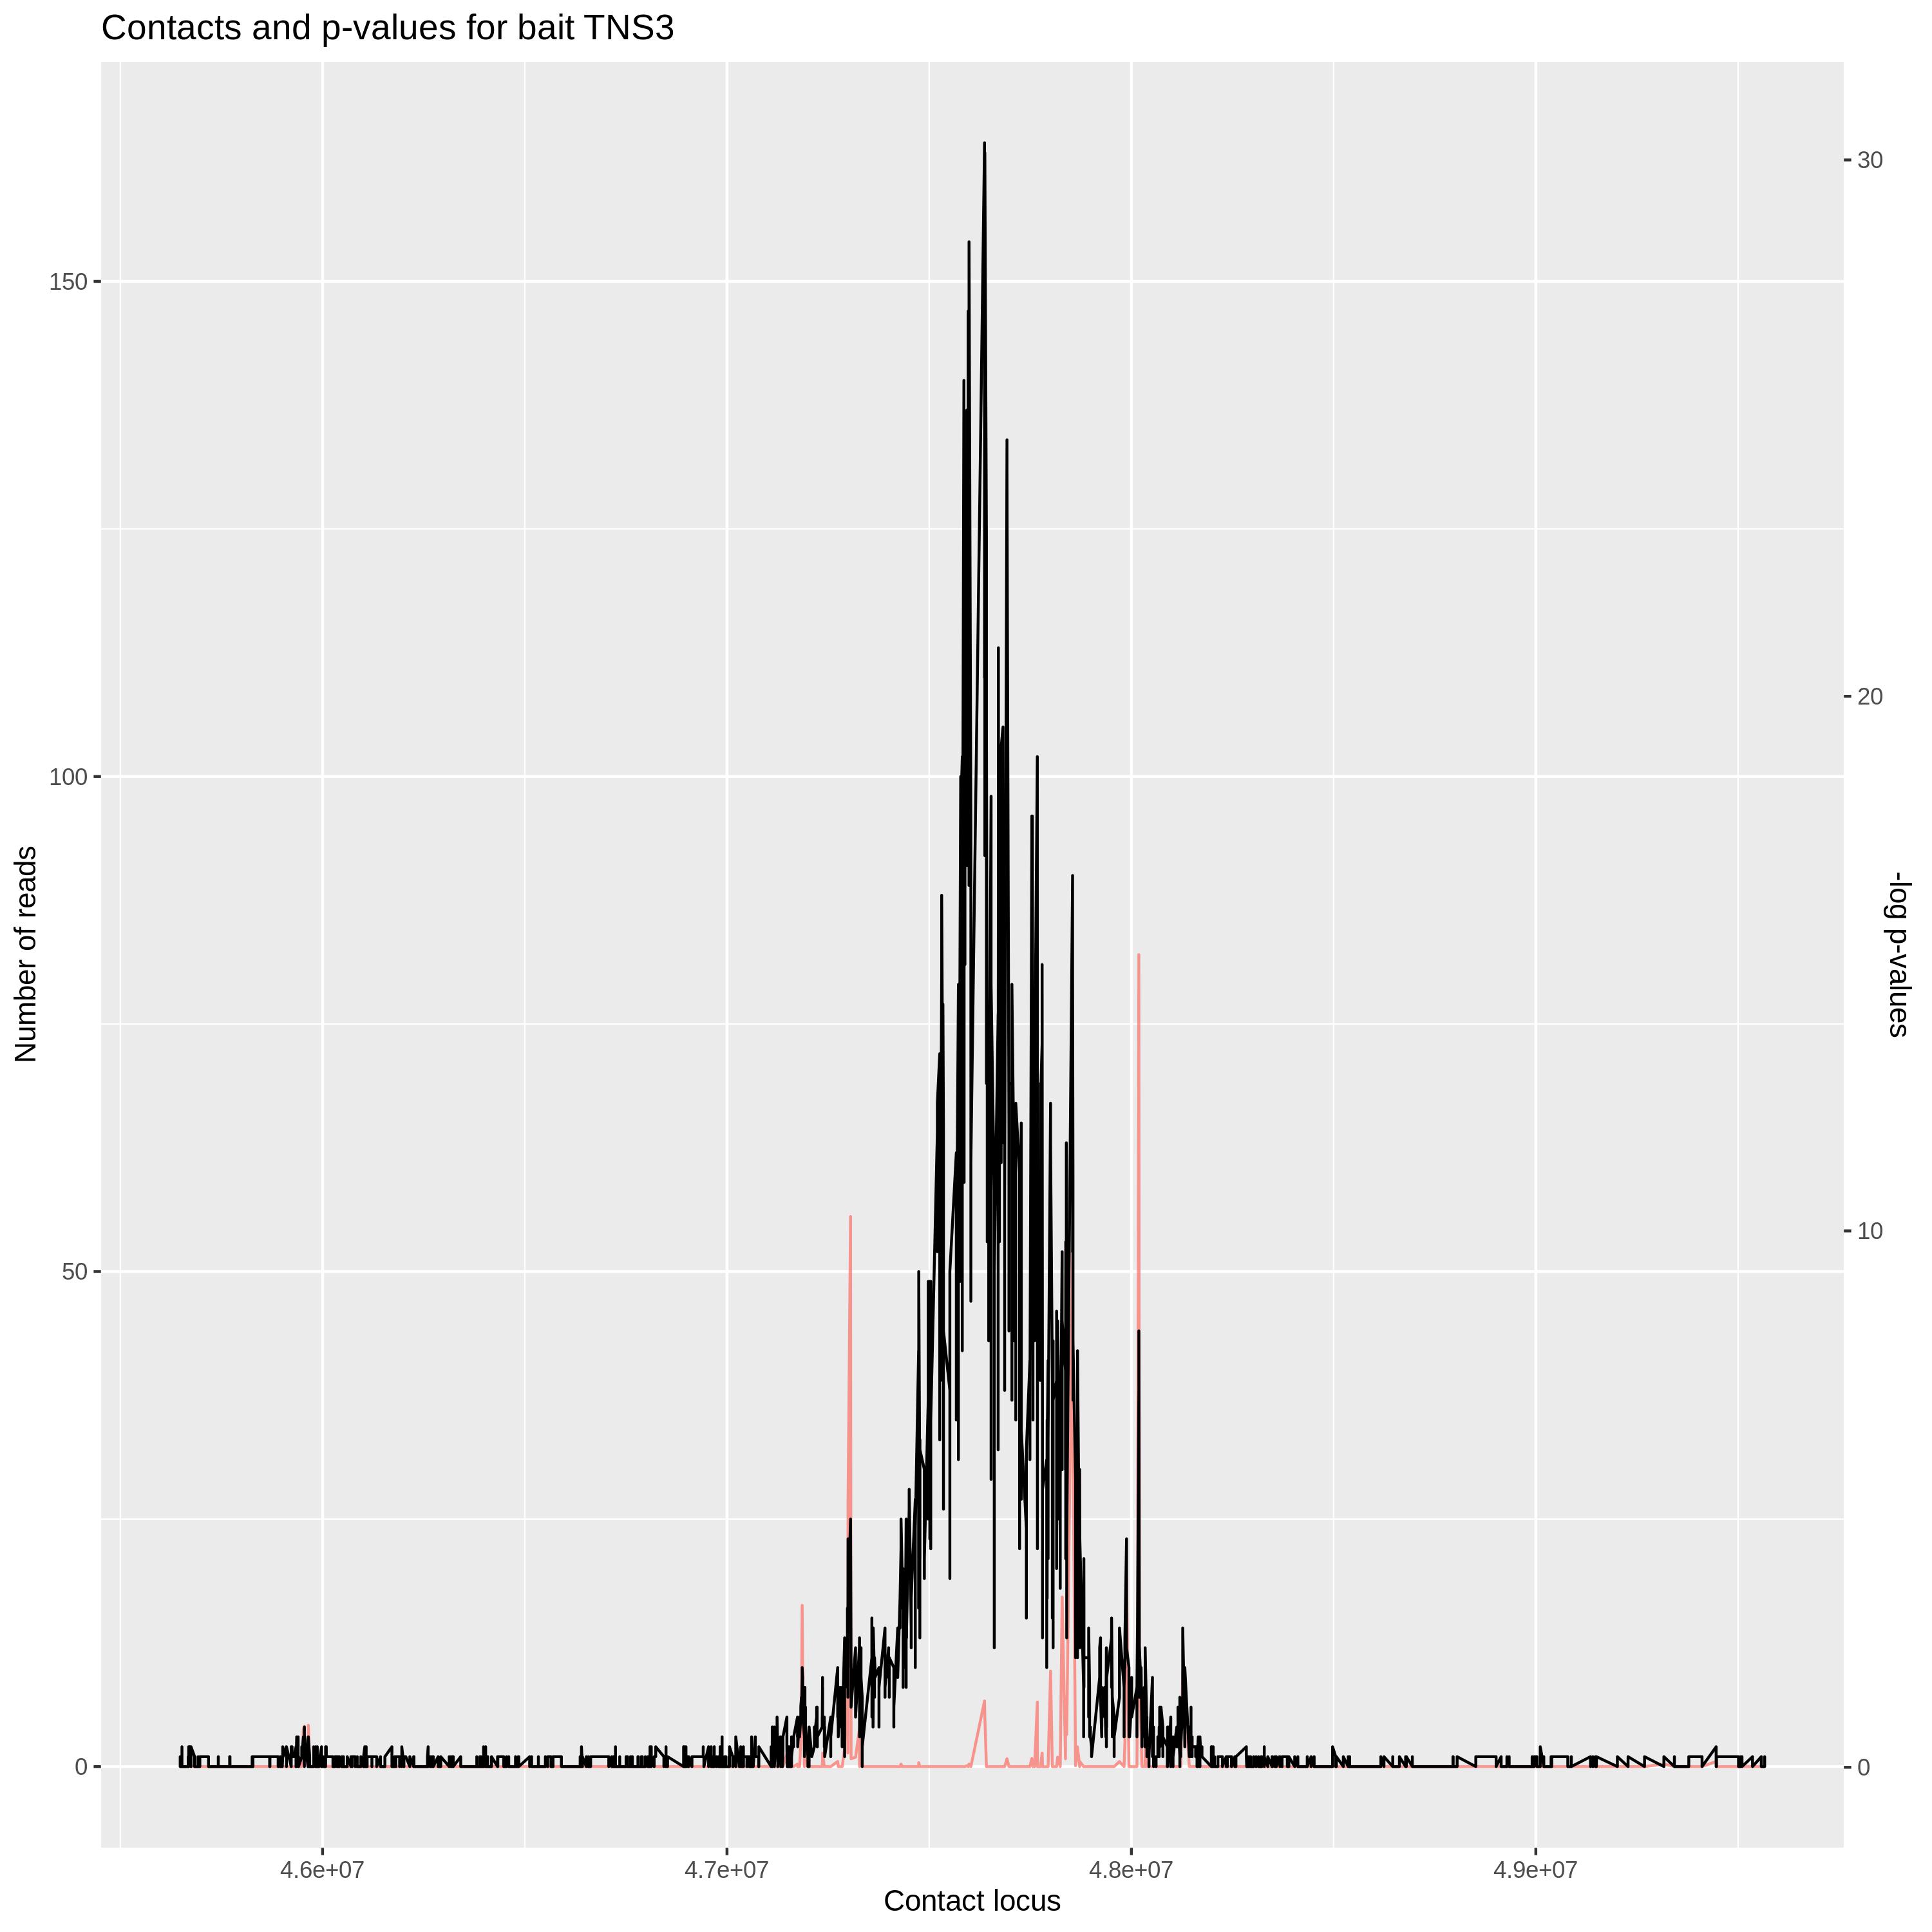 Contacts and p-values for bait TNS3
150
100
50
0
Number of reads
30
20
10
0
-log p-values
4.6e+07
4.7e+07
4.8e+07
4.9e+07
Contact locus